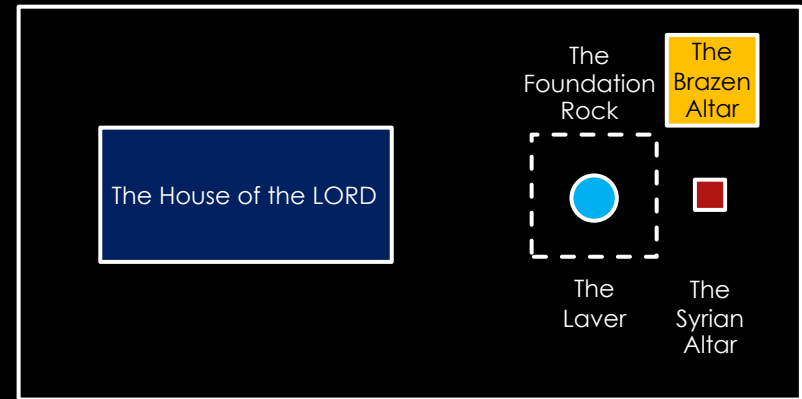 The House of the LORD
The
Foundation
Rock
The
Brazen
Altar
The
Laver
The
Syrian
Altar